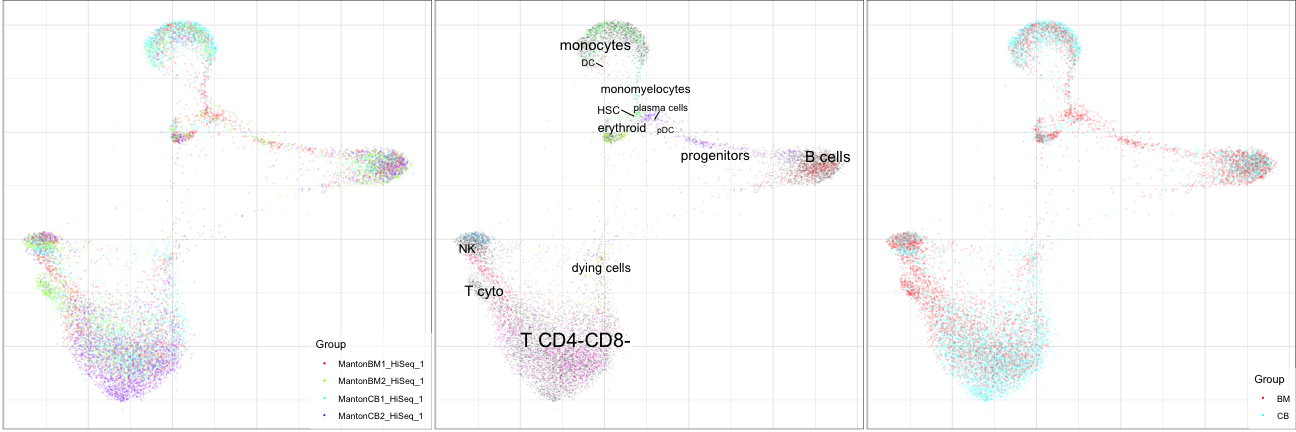 Group
MantonBM1_HiSeq_1
MantonBM2_HiSeq_1
MantonCB1_HiSeq_1
MantonCB2_HiSeq_1
monocytes
DC
monomyelocytes
HSC
plasma cells
erythroid
pDC
progenitors
B cells
NK
dying cells
T cyto
T CD4-CD8-
Group
BM
CB